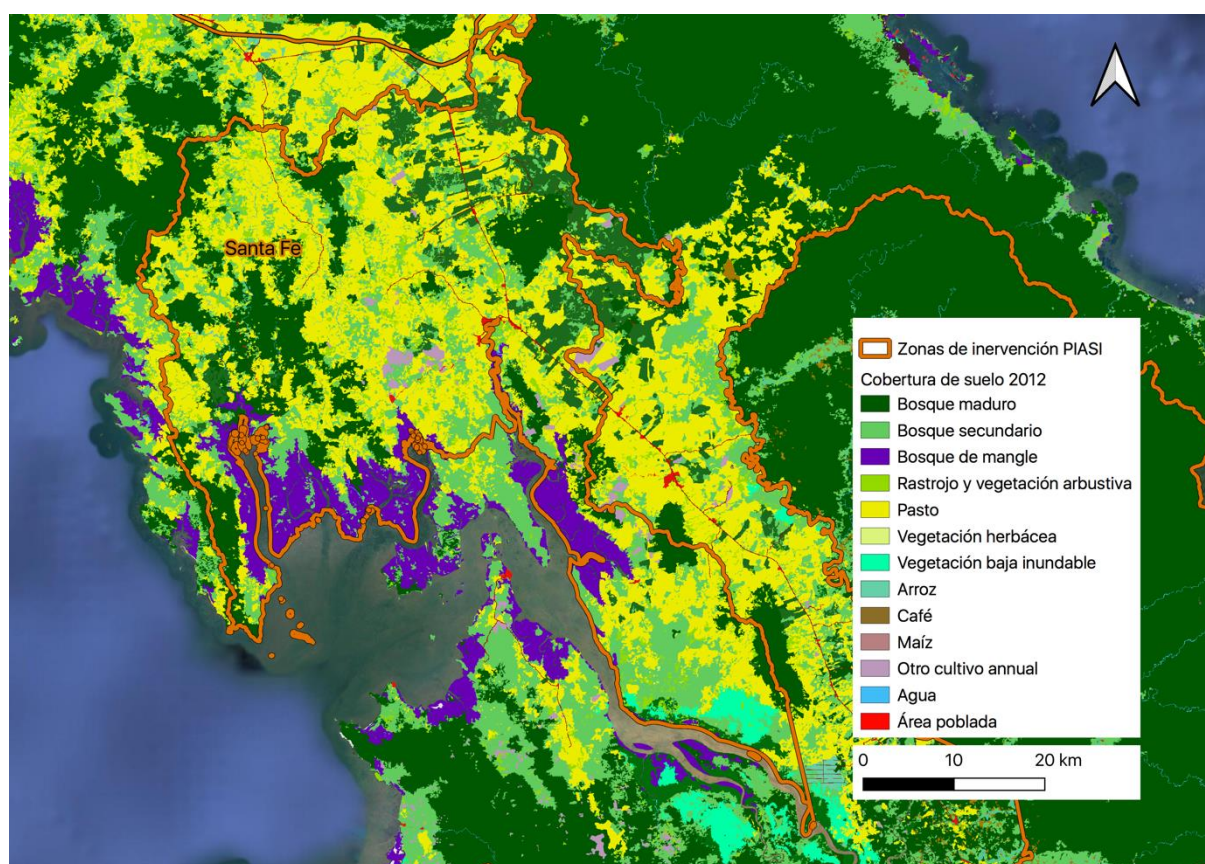 Santa Fe
Zonas de inervención PIASI
Cobertura de suelo 2012
Bosque maduro
Bosque secundario
Bosque de mangle
Rastrojo y vegetación arbustiva
Pasto
Vegetación herbácea
Vegetación baja inundable
Arroz
Café
Maíz
Otro cultivo annual
Agua
Área poblada
0 10 20 km